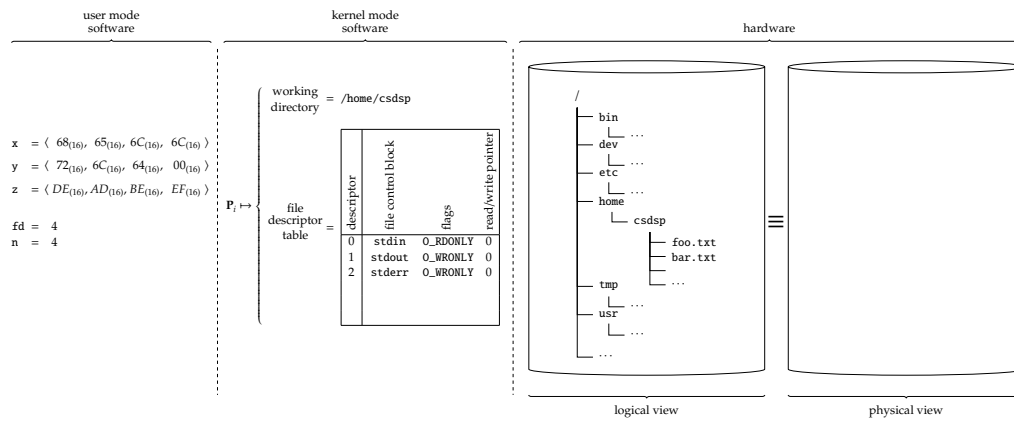 user mode
software
kernel mode
software
hardware
x = ⟨ 68(16), 65(16), 6C(16), 6C(16) ⟩
y = ⟨ 72(16), 6C(16), 64(16), 00(16) ⟩
z = ⟨ DE(16), AD(16), BE(16), EF(16) ⟩
fd = 4
n = 4
Pi ↦
working
directory = /home/csdsp
file
descriptor =
table
descriptor file control block flags read/write pointer
0 stdin O_RDONLY 0
1 stdout O_WRONLY 0
2 stderr O_WRONLY 0
/
bin
...
dev
...
etc
...
home
csdsp
foo.txt
bar.txt
...
tmp
...
usr
...
...
≡
logical view
physical view